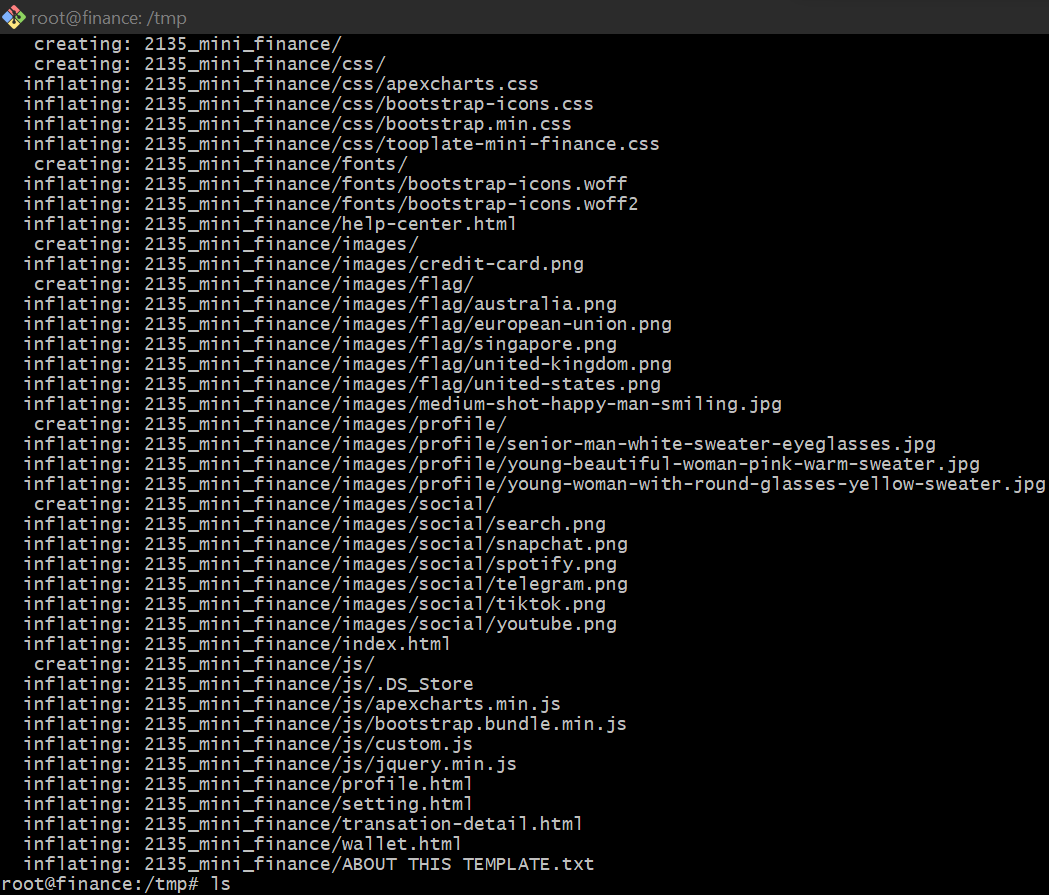 root@finance: /tmp
creating: 2135_mini_finance/
creating: 2135_mini_finance/css/
inflating: 2135_mini_finance/css/apexcharts.css
inflating: 2135_mini_finance/css/bootstrap-icons.css
inflating: 2135_mini_finance/css/bootstrap.min.css
inflating: 2135_mini_finance/css/tooplate-mini-finance.css
creating: 2135_mini_finance/fonts/
inflating: 2135_mini_finance/fonts/bootstrap-icons.woff
inflating: 2135_mini_finance/fonts/bootstrap-icons.woff2
inflating: 2135_mini_finance/help-center.html
creating: 2135_mini_finance/images/
inflating: 2135_mini_finance/images/credit-card.png
creating: 2135_mini_finance/images/flag/
inflating: 2135_mini_finance/images/flag/australia.png
inflating: 2135_mini_finance/images/flag/european-union.png
inflating: 2135_mini_finance/images/flag/singapore.png
inflating: 2135_mini_finance/images/flag/united-kingdom.png
inflating: 2135_mini_finance/images/flag/united-states.png
inflating: 2135_mini_finance/images/medium-shot-happy-man-smiling.jpg
creating: 2135_mini_finance/images/profile/
inflating: 2135_mini_finance/images/profile/senior-man-white-sweater-eyeglasses.jpg
inflating: 2135_mini_finance/images/profile/young-beautiful-woman-pink-warm-sweater.jpg
inflating: 2135_mini_finance/images/profile/young-woman-with-round-glasses-yellow-sweater.jpg
creating: 2135_mini_finance/images/social/
inflating: 2135_mini_finance/images/social/search.png
inflating: 2135_mini_finance/images/social/snapchat.png
inflating: 2135_mini_finance/images/social/spotify.png
inflating: 2135_mini_finance/images/social/telegram.png
inflating: 2135_mini_finance/images/social/tiktok.png
inflating: 2135_mini_finance/images/social/youtube.png
inflating: 2135_mini_finance/index.html
creating: 2135_mini_finance/js/
inflating: 2135_mini_finance/js/.DS_Store
inflating: 2135_mini_finance/js/apexcharts.min.js
inflating: 2135_mini_finance/js/bootstrap.bundle.min.js
inflating: 2135_mini_finance/js/custom.js
inflating: 2135_mini_finance/js/jquery.min.js
inflating: 2135_mini_finance/profile.html
inflating: 2135_mini_finance/setting.html
inflating: 2135_mini_finance/transation-detail.html
inflating: 2135_mini_finance/wallet.html
inflating: 2135_mini_finance/ABOUT THIS TEMPLATE.txt
root@finance:/tmp# ls